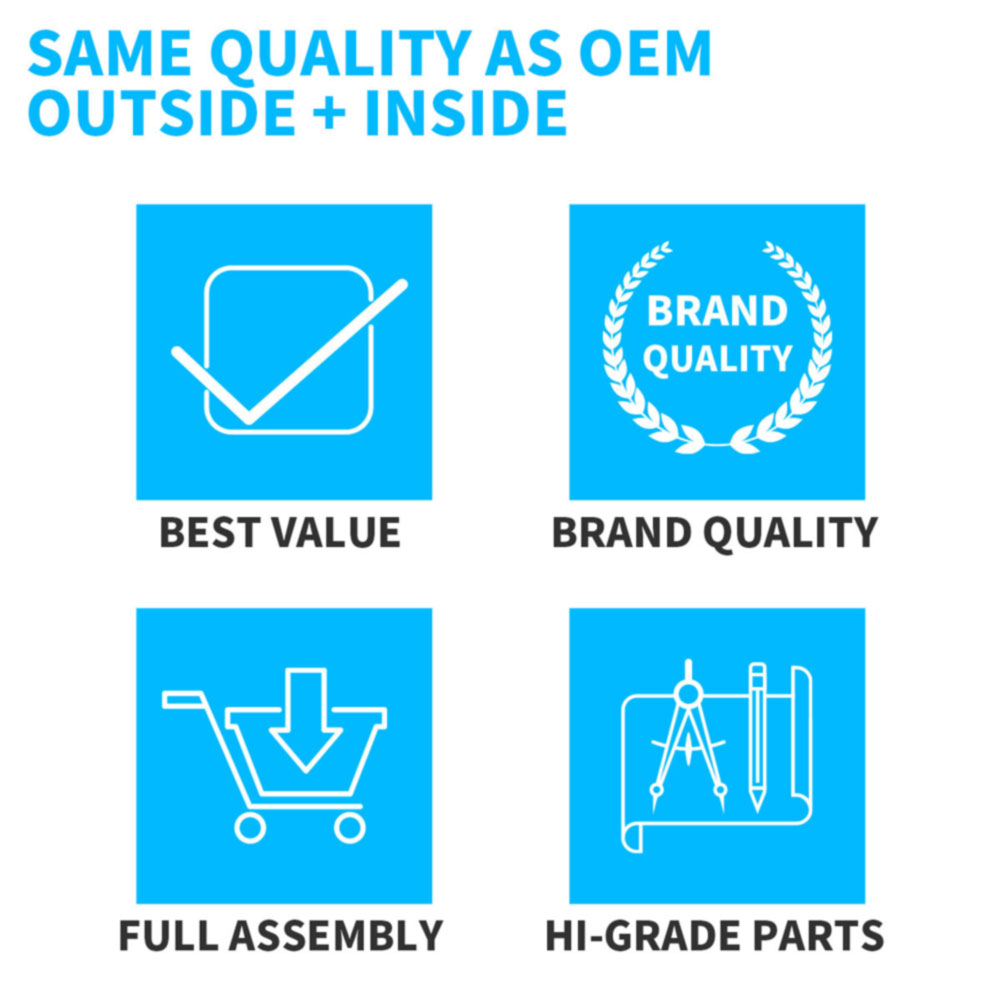 SAME QUALITY AS OEM
OUTSIDE + INSIDE
BRAND
QUALITY
BEST VALUE
BRAND QUALITY
FULL ASSEMBLY
HI-GRADE PARTS